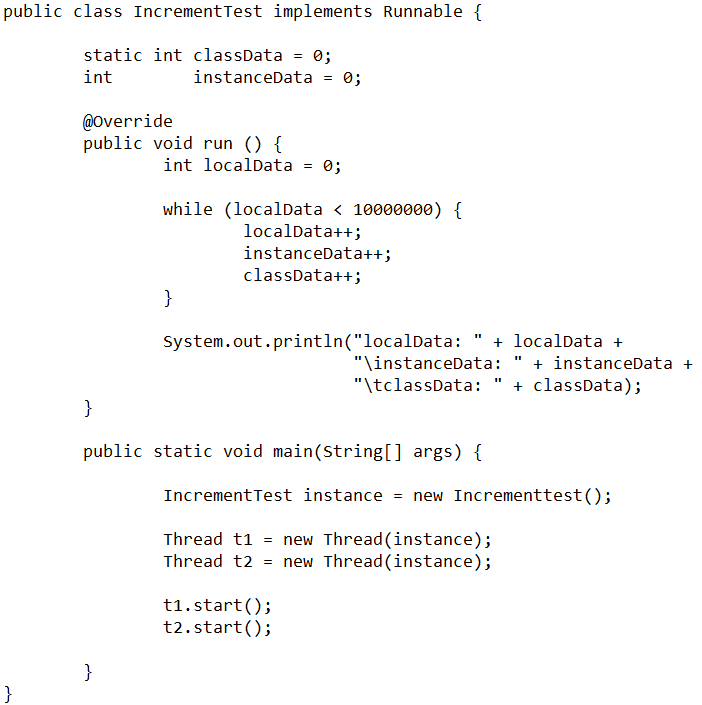 public class IncrementTest implements Runnable {
static int classData = 0;
int instanceData = 0;
@Override
public void run () {
int localData = 0;
while (localData < 10000000) {
localData++;
instanceData++;
classData++;
}
System.out.println("localData: " + localData +
"\instanceData: " + instanceData +
"\tclassData: " + classData);
}
public static void main(String[] args) {
IncrementTest instance = new Incrementtest();
Thread t1 = new Thread(instance);
Thread t2 = new Thread(instance);
t1.start();
t2.start();
}
}